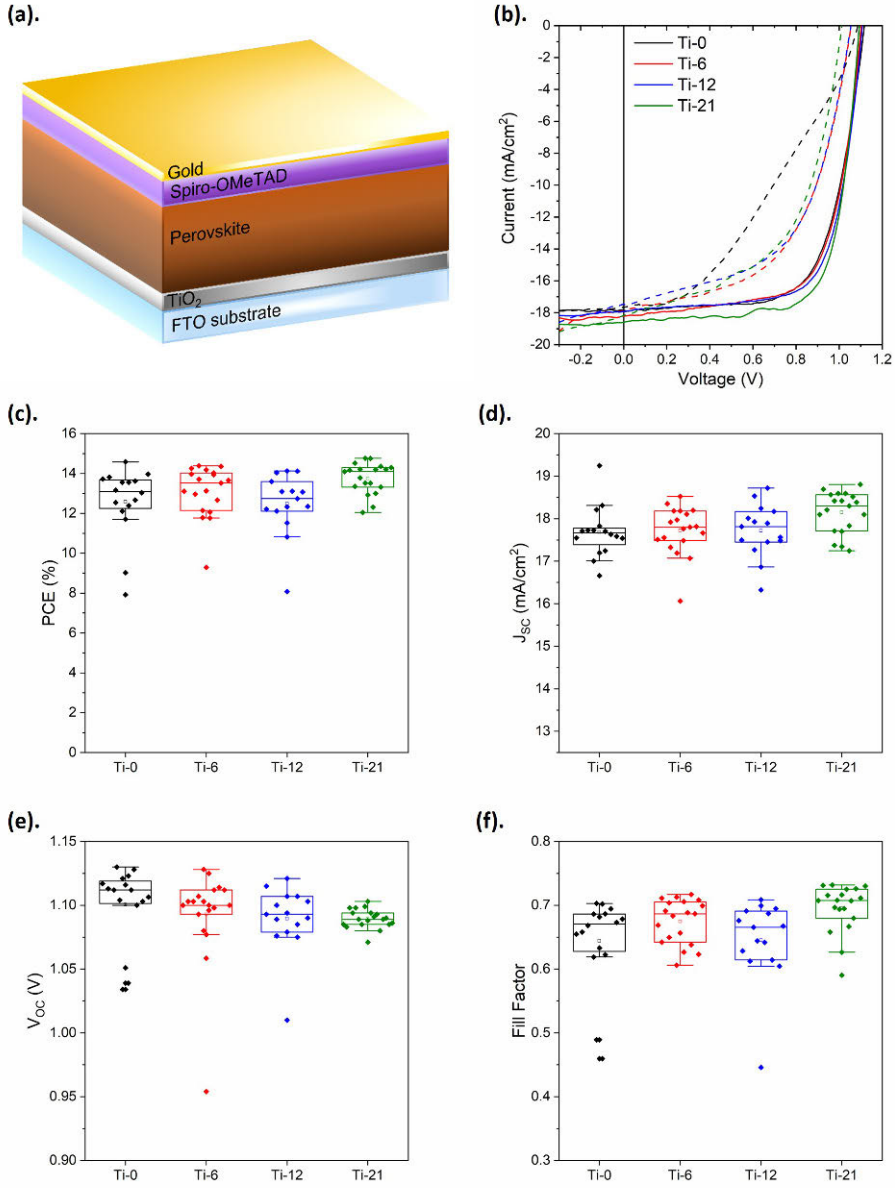 (a).
Gold
Spiro-OMeTAD
Perovskite
TiO2
FTO substrate
(b).
0
-2
-4
-6
-8
-10
-12
-14
-16
-18
-20
Current (mA/cm²)
Ti-0
Ti-6
Ti-12
Ti-21
-0.2 0.0 0.2 0.4 0.6 0.8 1.0 1.2
Voltage (V)
(c).
16
14
12
10
8
6
4
2
0
PCE (%)
Ti-0 Ti-6 Ti-12 Ti-21
(d).
20
19
18
17
16
15
14
13
JSC (mA/cm²)
Ti-0 Ti-6 Ti-12 Ti-21
(e).
1.15
1.10
1.05
1.00
0.95
0.90
VOC (V)
Ti-0 Ti-6 Ti-12 Ti-21
(f).
0.8
0.7
0.6
0.5
0.4
0.3
Fill Factor
Ti-0 Ti-6 Ti-12 Ti-21